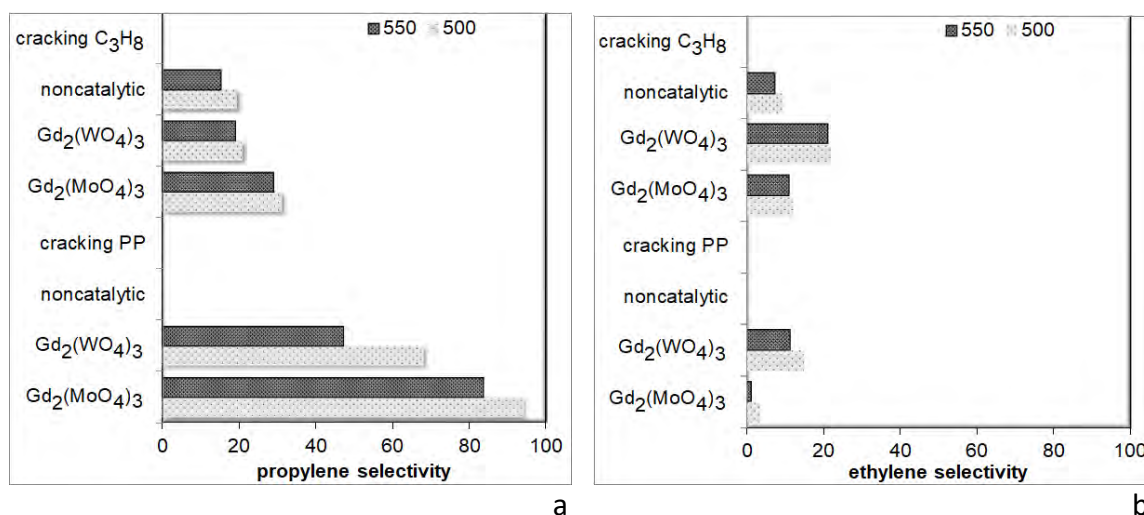 550 500
cracking C₃H₈
noncatalytic
Gd₂(WO₄)₃
Gd₂(MoO₄)₃
cracking PP
noncatalytic
Gd₂(WO₄)₃
Gd₂(MoO₄)₃
0 20 40 60 80 100
propylene selectivity
a
550 500
cracking C₃H₈
noncatalytic
Gd₂(WO₄)₃
Gd₂(MoO₄)₃
cracking PP
noncatalytic
Gd₂(WO₄)₃
Gd₂(MoO₄)₃
0 20 40 60 80 100
ethylene selectivity
b